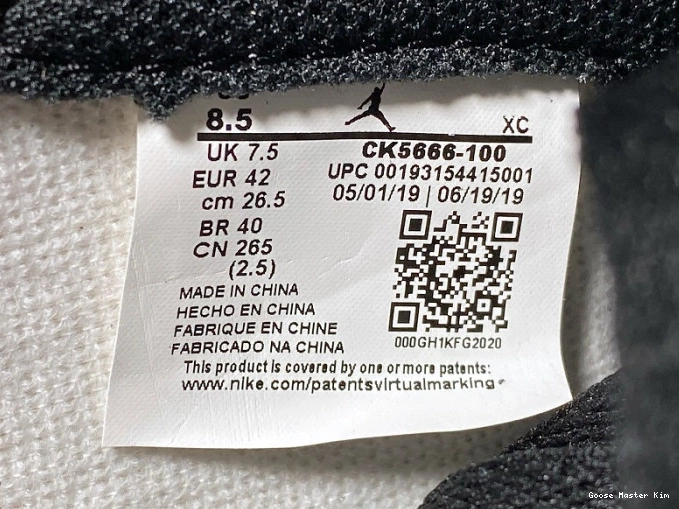 8.5
XC
UK 7.5
CK5666-100
EUR 42
UPC 00193154415001
cm 26.5
05/01/19 | 06/19/19
BR 40
CN 265
(2.5)
MADE IN CHINA
HECHO EN CHINA
FABRIQUE EN CHINE
000GH1KFG2020
FABRICADO NA CHINA
This product is covered by one or more patents:
www.nike.com/patentsvirtualmarking
Goose Master Kim